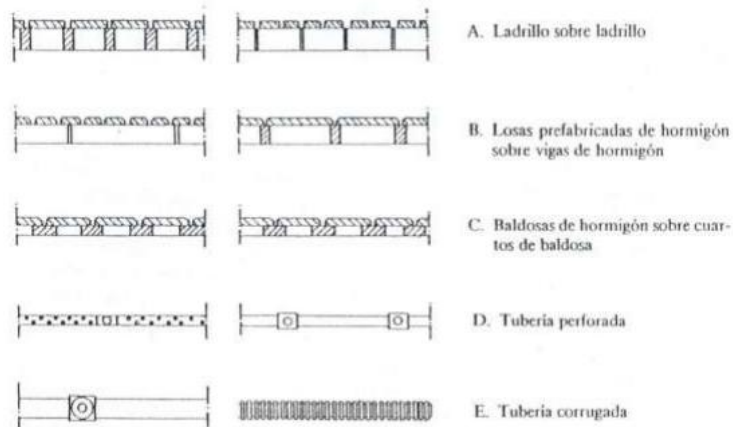 A. Ladrillo sobre ladrillo
B. Losas prefabricadas de hormigón
sobre vigas de hormigón
C. Baldosas de hormigón sobre cuar-
tos de baldosa
D. Tubería perforada
E. Tubería corrugada